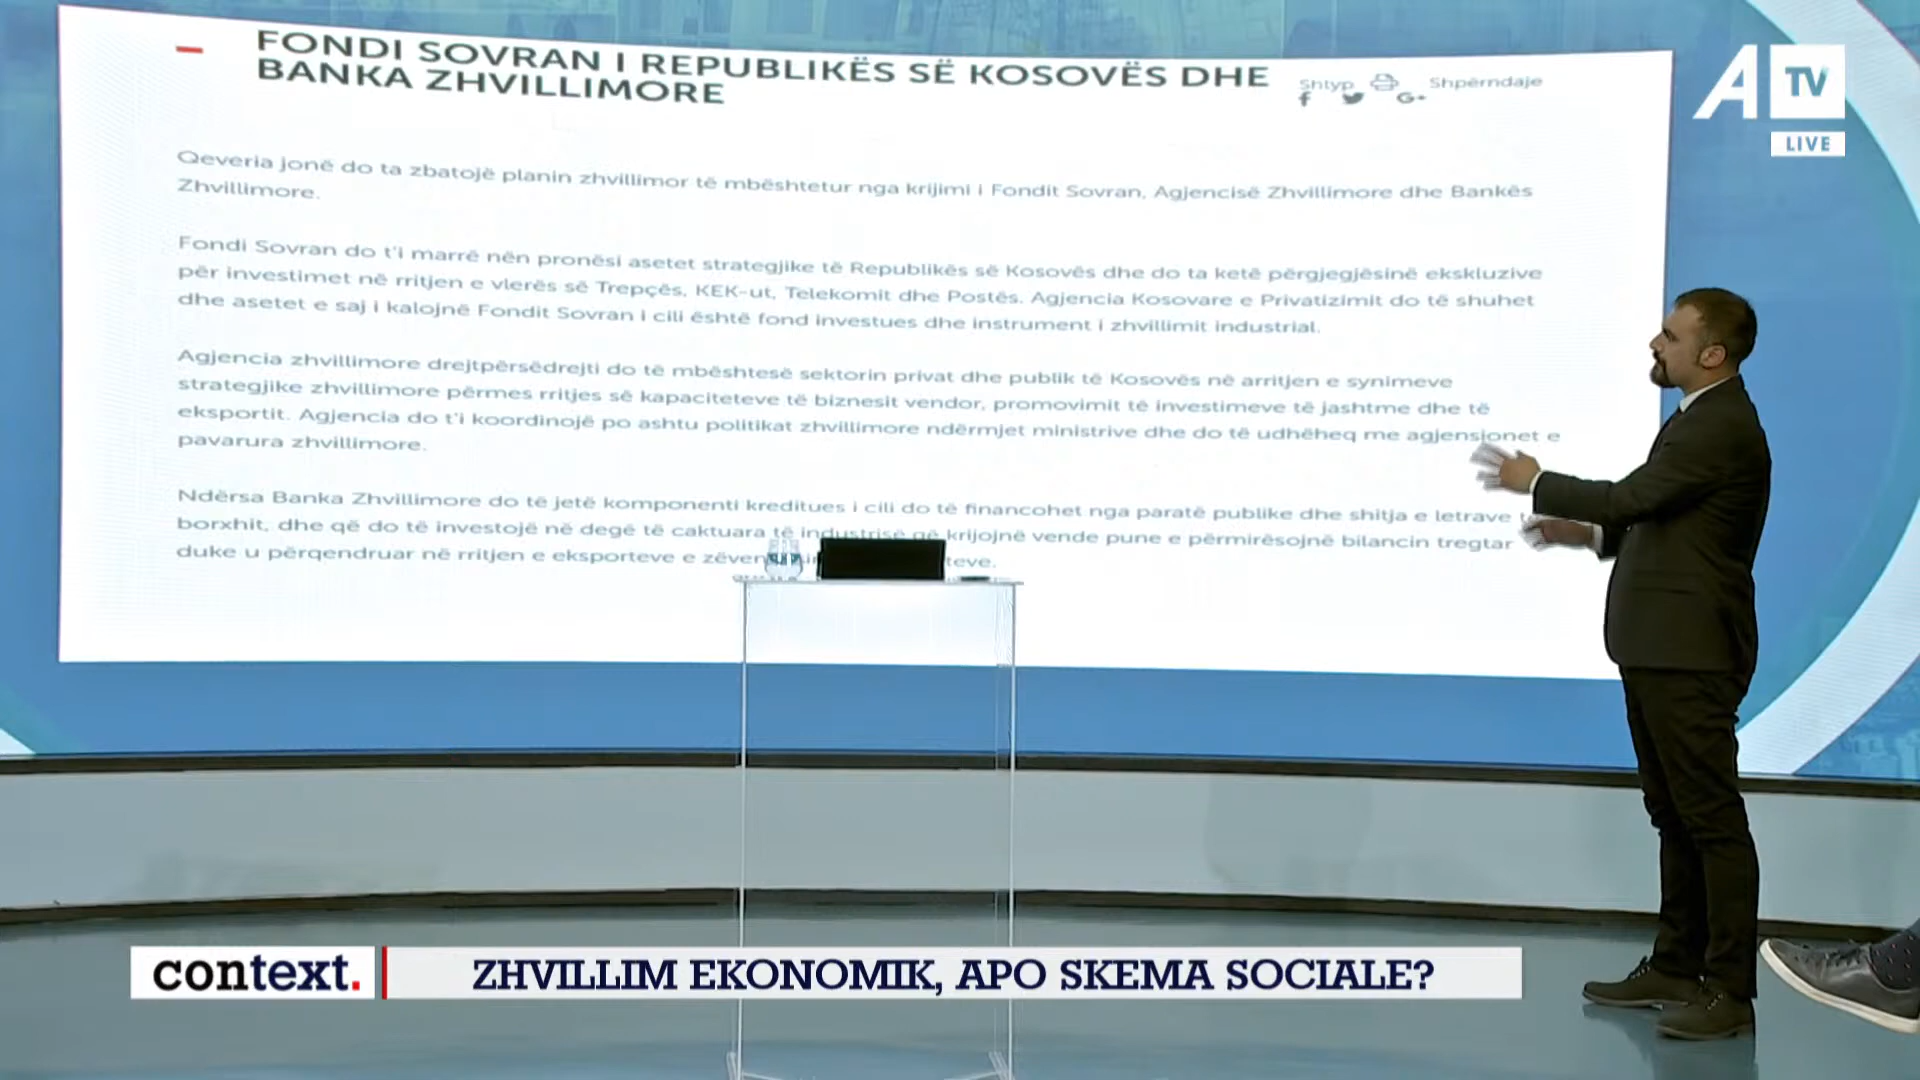 FONDI SOVRAN I REPUBLIKËS SË KOSOVËS DHE
BANKA ZHVILLIMORE
Shtyp Shpërndaje
A TV
LIVE
Qeveria jonë do ta zbatojë planin zhvillimor të mbështetur nga krijimi i Fondit Sovran, Agjencisë Zhvillimore dhe Bankës
Zhvillimore.
Fondi Sovran do t'i marrë nën pronësi asetet strategjike të Republikës së Kosovës dhe do ta ketë përgjegjësinë ekskluzive
për investimet në rritjen e vlerës së Trepçës, KEK-ut, Telekomit dhe Postës. Agjencia Kosovare e Privatizimit do të shuhet
dhe asetet e saj i kalojnë Fondit Sovran i cili është fond investues dhe instrument i zhvillimit industrial.
Agjencia zhvillimore drejtpërsëdrejti do të mbështesë sektorin privat dhe publik të Kosovës në arritjen e synimeve
strategjike zhvillimore përmes rritjes së kapaciteteve të biznesit vendor, promovimit të investimeve të jashtme dhe të
eksportit. Agjencia do t'i koordinojë po ashtu politikat zhvillimore ndërmjet ministrive dhe do të udhëheq me agjensionet e
pavarura zhvillimore.
Ndërsa Banka Zhvillimore do të jetë komponenti kreditues i cili do të financohet nga paratë publike dhe shitja e letrave
borxhit, dhe që do të investojë në degë të caktuara të industrisë që krijojnë vende pune e përmirësojnë bilancin tregtar
duke u përqendruar në rritjen e eksporteve e
context. ZHVILLIM EKONOMIK, APO SKEMA SOCIALE?